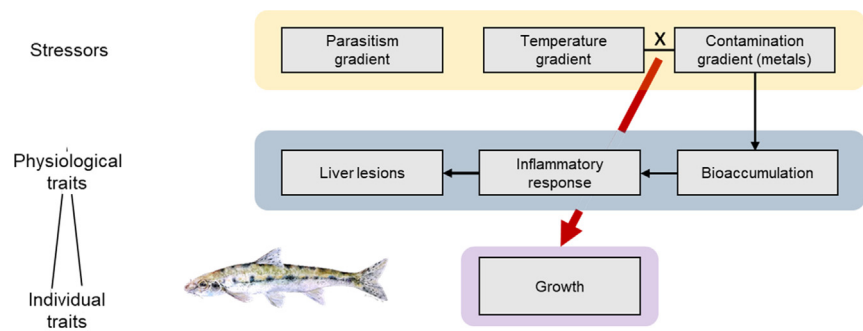 Stressors
Parasitism
gradient
Temperature
gradient
X
Contamination
gradient (metals)
Physiological
traits
Liver lesions
Inflammatory
response
Bioaccumulation
Individual
traits
Growth